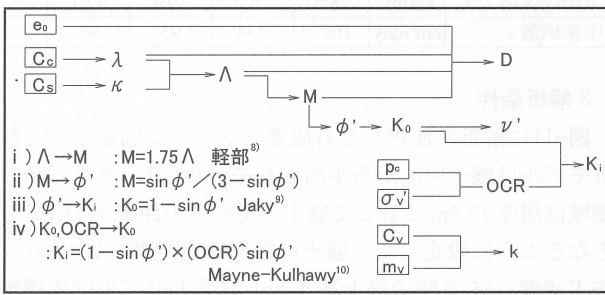 e₀
Cc → λ
Cs → κ
Λ
D
M
φ' → K₀ → ν'
i ) Λ→M :M=1.75Λ 軽部⁸⁾
ii ) M→φ' :M=sinφ'／(3－sinφ')
iii ) φ'→Ki :K₀=1－sinφ' Jaky⁹⁾
iv ) K₀,OCR→K₀
:Ki=(1－sinφ')×(OCR)^sinφ'
Mayne-Kulhawy¹⁰⁾
Pc
σv'
OCR
Ki
Cv
mv
k